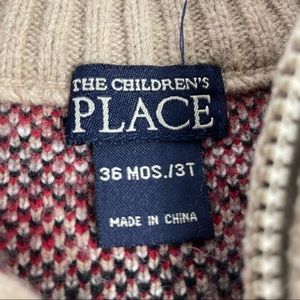 THE CHILDREN'S
PLACE
36 MOS./3T
MADE IN CHINA